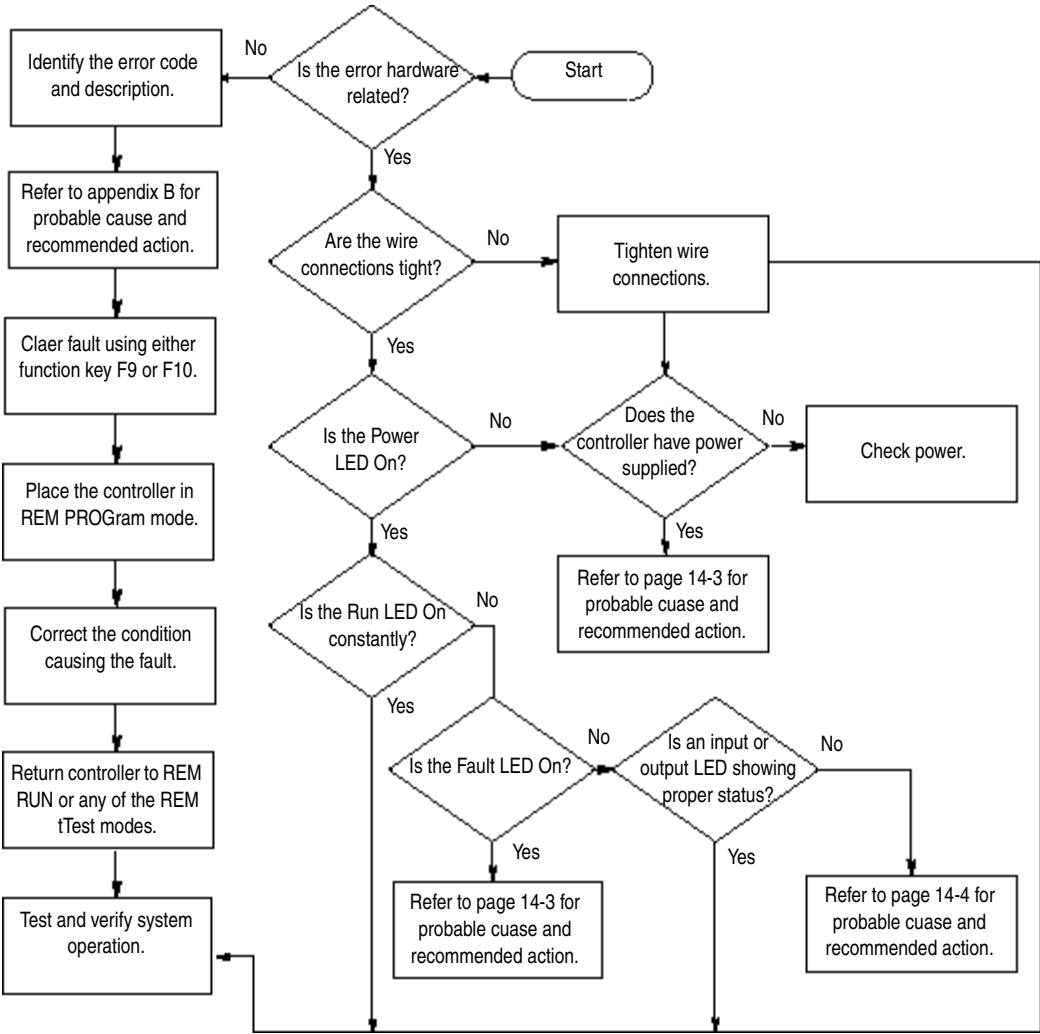 Start
Is the error hardware
related?
No
Identify the error code
and description.
Refer to appendix B for
probable cause and
recommended action.
Claer fault using either
function key F9 or F10.
Place the controller in
REM PROGram mode.
Correct the condition
causing the fault.
Return controller to REM
RUN or any of the REM
tTest modes.
Test and verify system
operation.
Yes
Are the wire
connections tight?
No
Tighten wire
connections.
Yes
Is the Power
LED On?
No
Does the
controller have power
supplied?
No
Check power.
Yes
Refer to page 14-3 for
probable cuase and
recommended action.
Yes
Is the Run LED On
constantly?
No
Yes
Is the Fault LED On?
No
Is an input or
output LED showing
proper status?
No
Yes
Refer to page 14-3 for
probable cuase and
recommended action.
Yes
Refer to page 14-4 for
probable cuase and
recommended action.